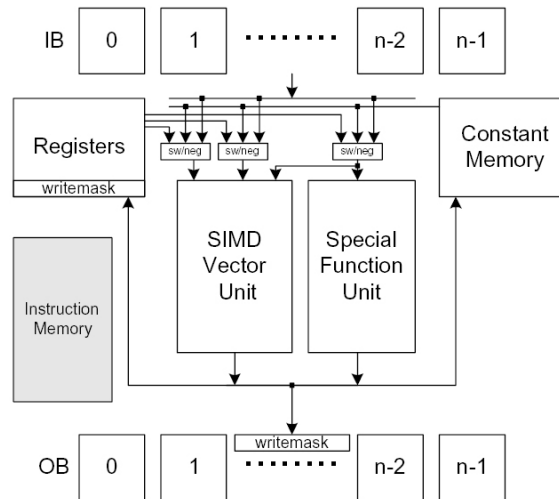 IB 0 1 ........ n-2 n-1
Registers
writemask
sw/neg sw/neg sw/neg
Constant
Memory
SIMD
Vector
Unit
Special
Function
Unit
Instruction
Memory
writemask
OB 0 1 ........ n-2 n-1